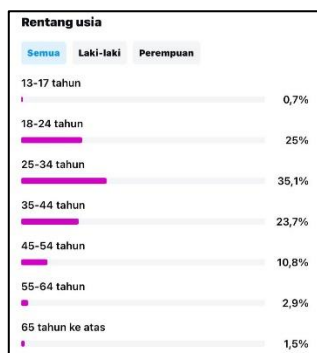 Rentang usia
Semua Laki-laki Perempuan
13-17 tahun
0,7%
18-24 tahun
25%
25-34 tahun
35,1%
35-44 tahun
23,7%
45-54 tahun
10,8%
55-64 tahun
2,9%
65 tahun ke atas
1,5%